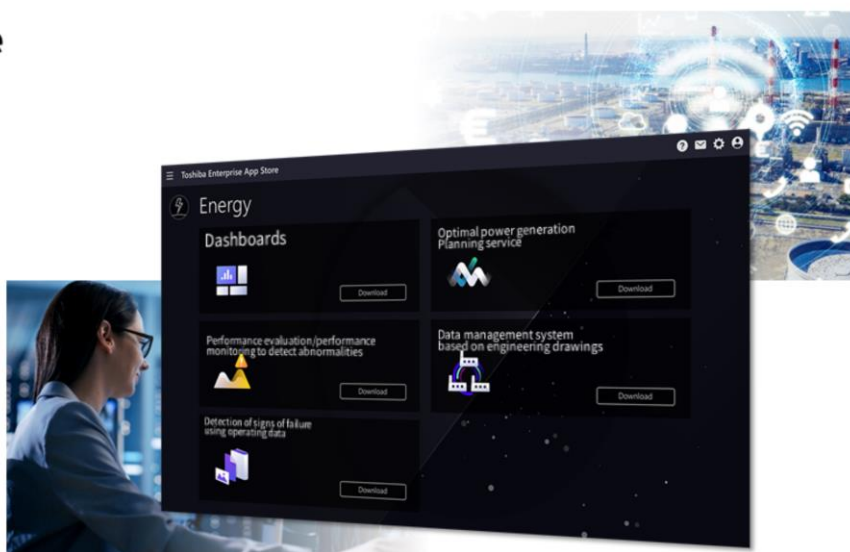 e
Toshiba Enterprise App Store
Energy
Dashboards
Download
Optimal power generation
Planning service
Download
Performance evaluation/performance
monitoring to detect abnormalities
Download
Data management system
based on engineering drawings
Download
Detection of signs of failure
using operating data
Download